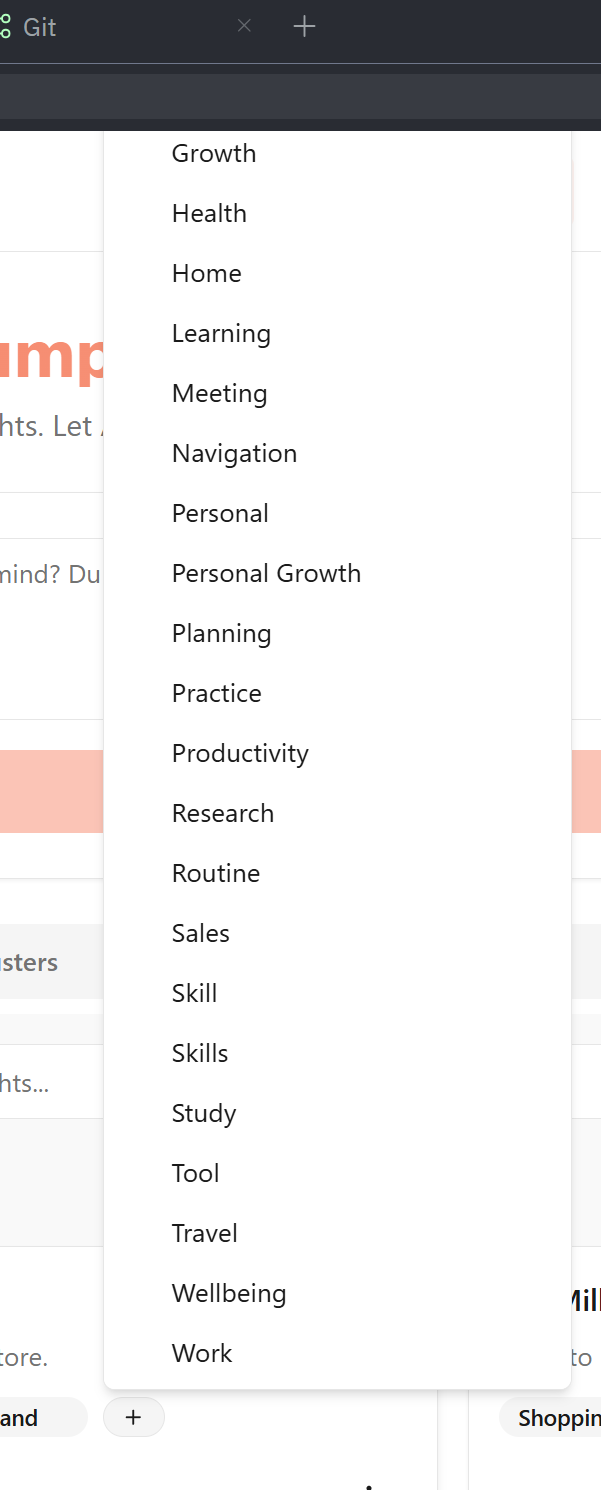 Git
Growth
Health
Home
Learning
ump
hts. Let
Meeting
Navigation
Personal
mind? Du
Personal Growth
Planning
Practice
Productivity
Research
Routine
Sales
sters
Skill
Skills
hts...
Study
Tool
Travel
Wellbeing
Mill
Work
tore.
to
and
+
Shoppin